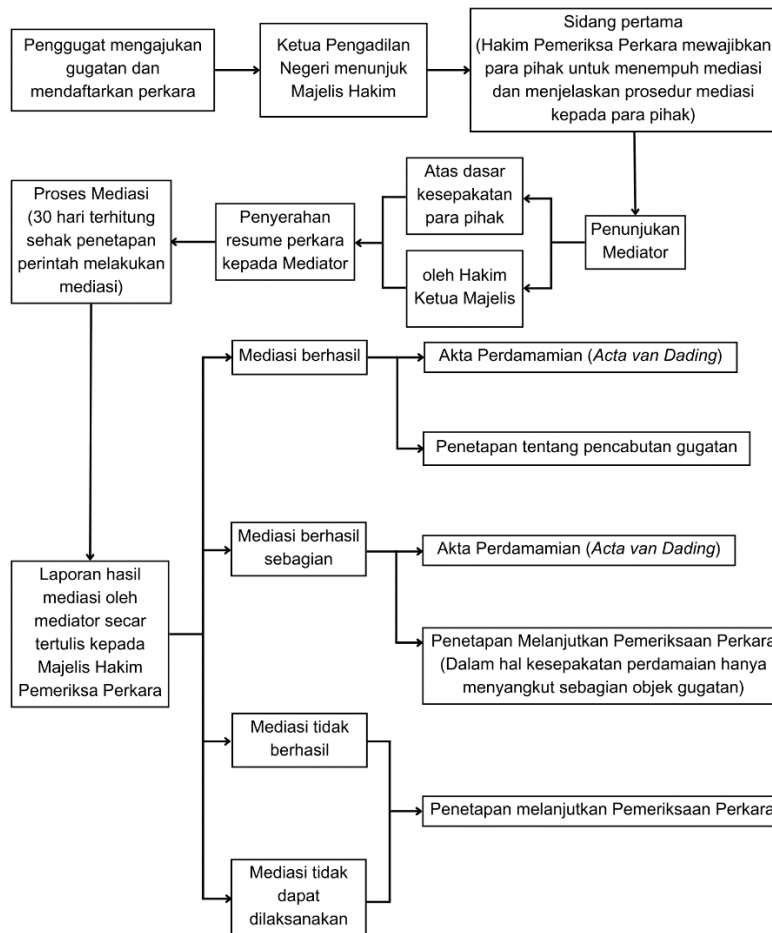 Penggugat mengajukan
gugatan dan
mendaftarkan perkara
Ketua Pengadilan
Negeri menunjuk
Majelis Hakim
Sidang pertama
(Hakim Pemeriksa Perkara mewajibkan
para pihak untuk menempuh mediasi
dan menjelaskan prosedur mediasi
kepada para pihak)
Penunjukan
Mediator
Atas dasar
kesepakatan
para pihak
oleh Hakim
Ketua Majelis
Penyerahan
resume perkara
kepada Mediator
Proses Mediasi
(30 hari terhitung
sehak penetapan
perintah melakukan
mediasi)
Laporan hasil
mediasi oleh
mediator secar
tertulis kepada
Majelis Hakim
Pemeriksa Perkara
Mediasi berhasil
Akta Perdamamian (Acta van Dading)
Penetapan tentang pencabutan gugatan
Mediasi berhasil
sebagian
Akta Perdamamian (Acta van Dading)
Penetapan Melanjutkan Pemeriksaan Perkara
(Dalam hal kesepakatan perdamaian hanya
menyangkut sebagian objek gugatan)
Mediasi tidak
berhasil
Mediasi tidak
dapat
dilaksanakan
Penetapan melanjutkan Pemeriksaan Perkara